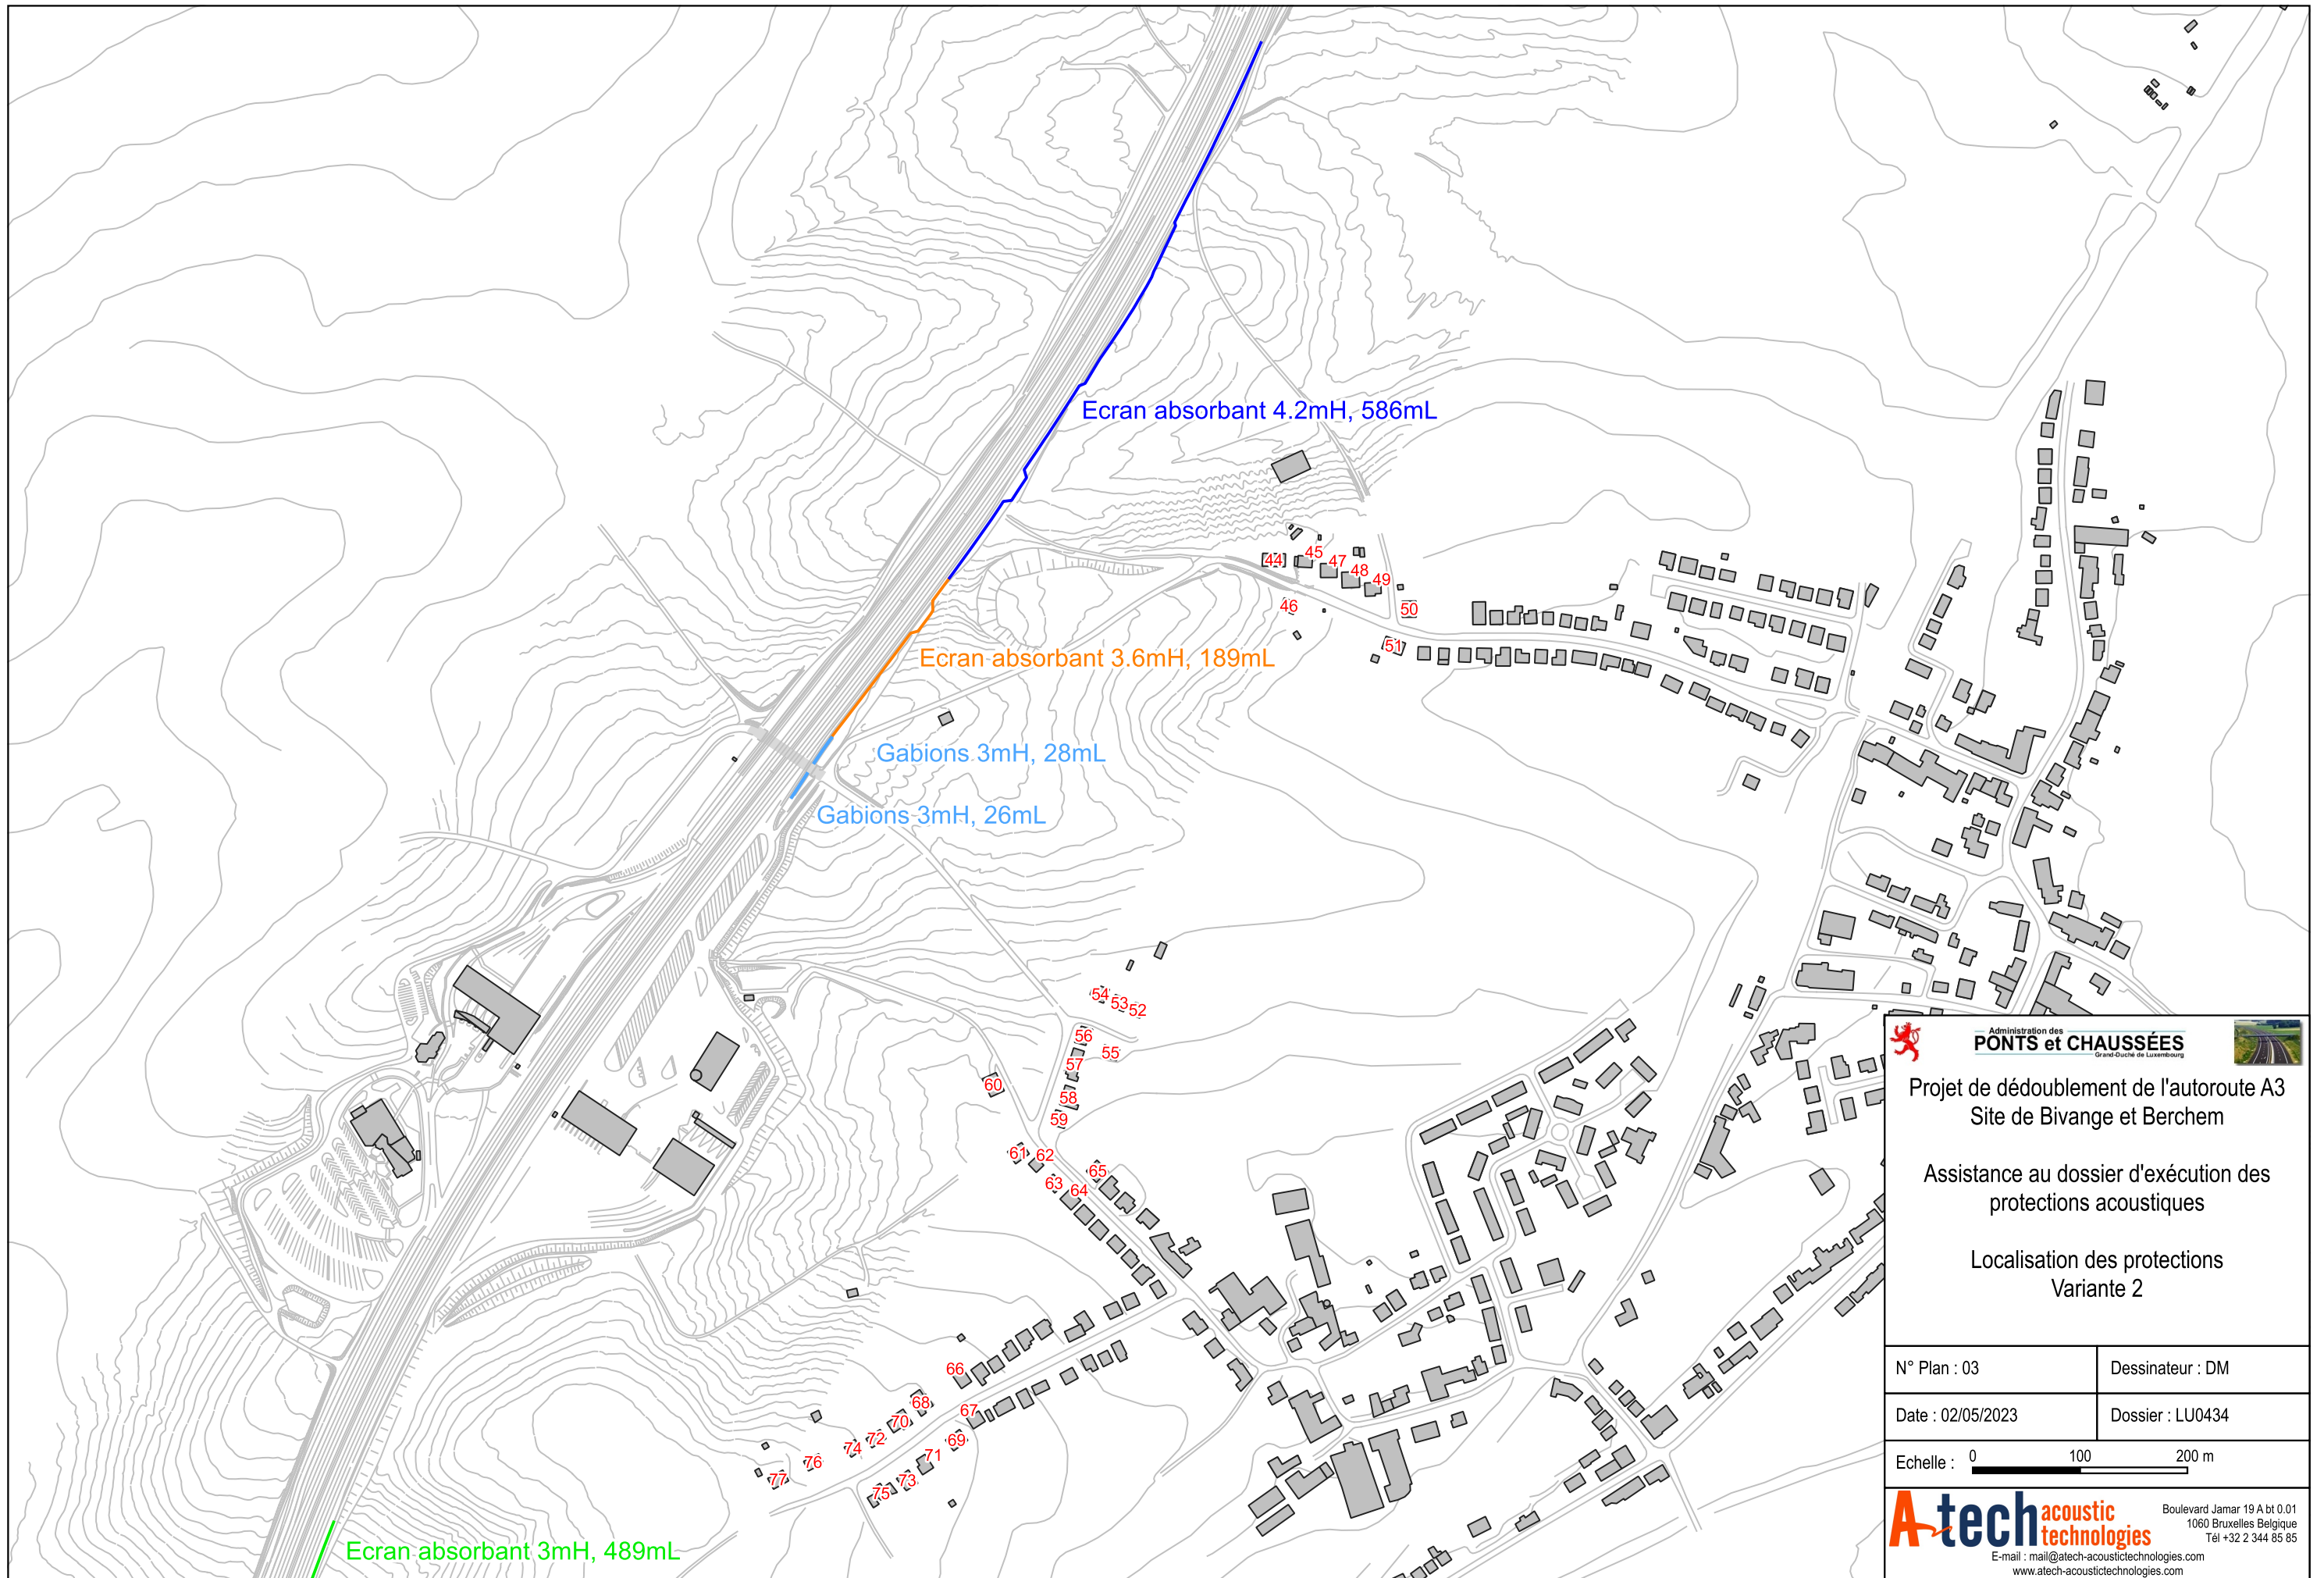 Ecran absorbant 4.2mH, 586mL
44
45
47
48
49
46
50
51
Ecran absorbant 3.6mH, 189mL
Gabions 3mH, 28mL
Gabions 3mH, 26mL
54
53
52
56
55
57
60
58
59
61
62
65
63
64
66
68
67
70
72
69
74
71
76
73
77
75
Ecran absorbant 3mH, 489mL
Administration des
PONTS et CHAUSSÉES
Grand-Duché de Luxembourg
Projet de dédoublement de l'autoroute A3
Site de Bivange et Berchem
Assistance au dossier d'exécution des
protections acoustiques
Localisation des protections
Variante 2
N° Plan : 03
Dessinateur : DM
Date : 02/05/2023
Dossier : LU0434
Echelle : 0 100 200 m
A-tech acoustic technologies
Boulevard Jamar 19 A bt 0.01
1060 Bruxelles Belgique
Tél +32 2 344 85 85
E-mail : mail@atech-acoustictechnologies.com
www.atech-acoustictechnologies.com